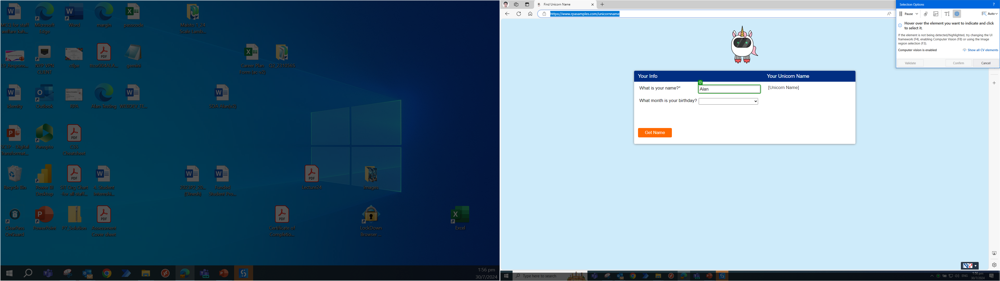 MCQ for staff
welfare kah...
Microsoft
Edge
Word
margin
passcode
Maisto 1_24
Scale Lamb...
L9_Respons...
NYP VPN
CLIENT
ctlpe
ttcsr004ALA...
gemini
Career Plan
Form (ac-v2)
Q2_231056S
idemity
Outlook
RPA
Alan-Testing
WEBDEV_TE...
SDA Alan(v2)
SCTP - Digital
Transformat...
Panopto
PDF
CSS
Cheatsheet
Recycle Bin
Power BI
Desktop
PDF
SIT Org Chart
-for all staff...
4. Student
Internshi...
2023P2_20...
(Dinesh)
Funded
Student Pro...
PDF
Lecture24
images
ClearPass
OnGuard
PowerPoint
P7_Solution
PDF
Assessment
Cover sheet
PDF
Certificate of
Completio...
LockDown
Browser ...
Excel
1:56 pm
30/7/2024
Find Unicorn Name
https://www.rpasamples.com/unicornname
Selection Options
?
Pause
Auto
Hover over the element you want to indicate and click
to select it.
If the element is not being detected/highlighted, try changing the UI
framework (F4), enabling Computer Vision (F8) or using the Image
region selection (F3).
Computer vision is enabled
Show all CV elements
Validate
Confirm
Cancel
Your Info
Your Unicorn Name
What is your name?*
Alan
[Unicorn Name]
What month is your birthday?
Get Name
NYP
Type here to search
ENG
1:56 pm
30/7/2024